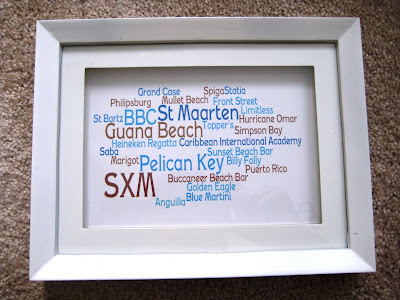 Grand Case SpigaStatia
Philipsburg Mullet Beach Front Street
St Bartz BBC St Maarten Limitless
Guana Beach Topper's Hurricane Omar
Simpson Bay
Heineken Regatta Caribbean International Academy
Saba Sunset Beach Bar
Marigot Pelican Key Billy Folly
Puerto Rico
SXM Buccaneer Beach Bar
Golden Eagle
Anguilla Blue Martini